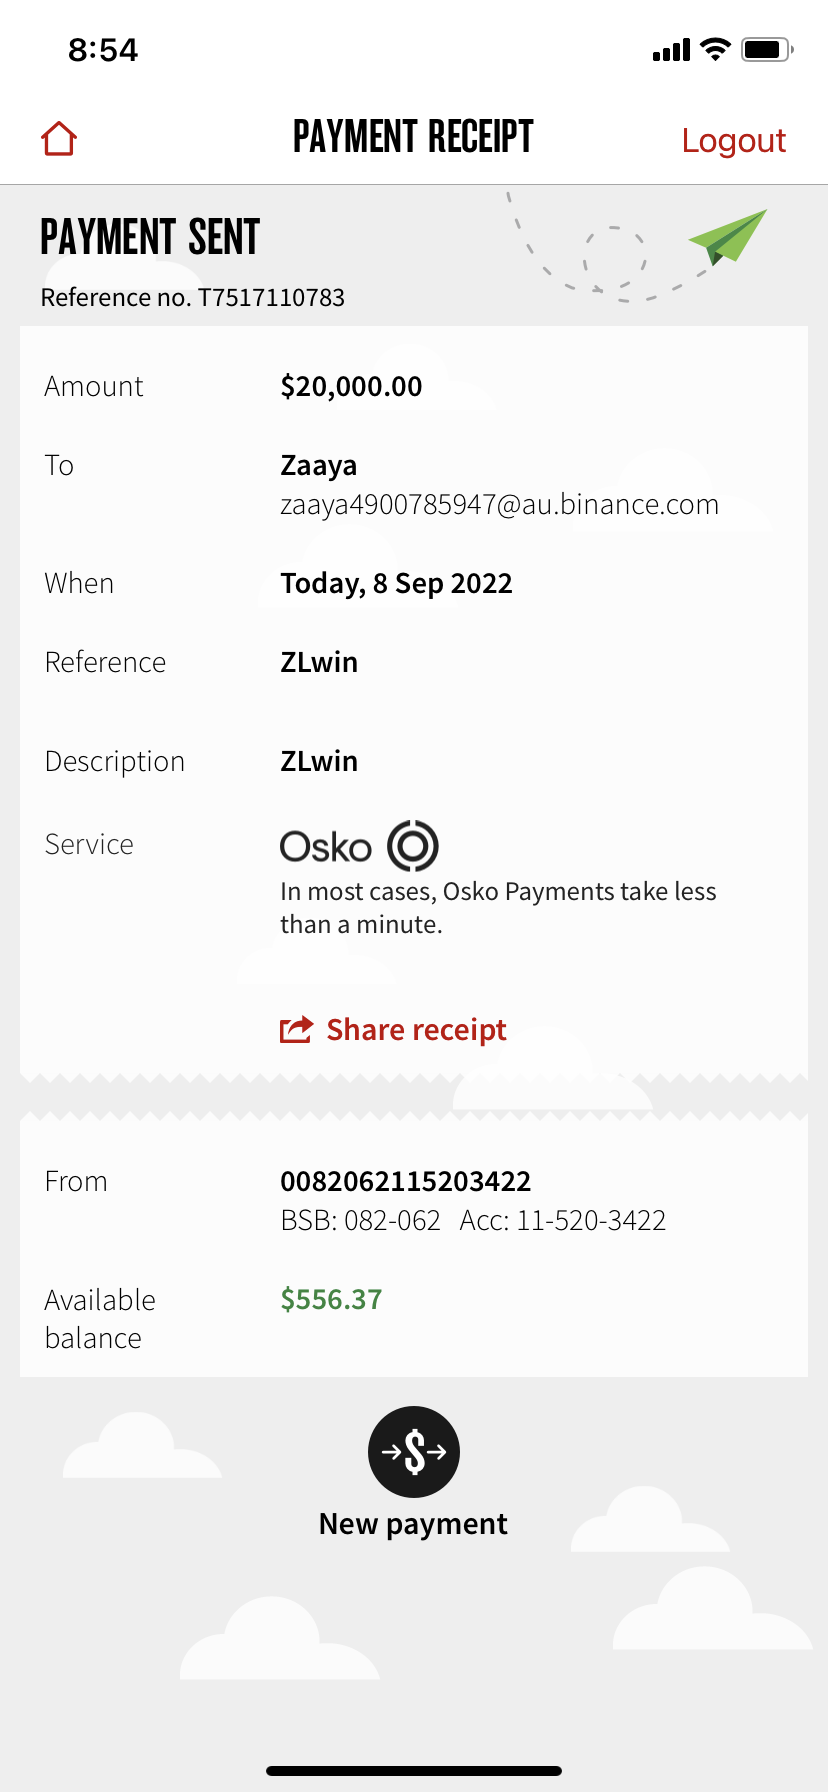 8:54
PAYMENT RECEIPT
Logout
PAYMENT SENT
Reference no. T7517110783
Amount $20,000.00
To Zaaya
zaaya4900785947@au.binance.com
When Today, 8 Sep 2022
Reference ZLwin
Description ZLwin
Service Osko
In most cases, Osko Payments take less
than a minute.
Share receipt
From 0082062115203422
BSB: 082-062 Acc: 11-520-3422
Available $556.37
balance
New payment